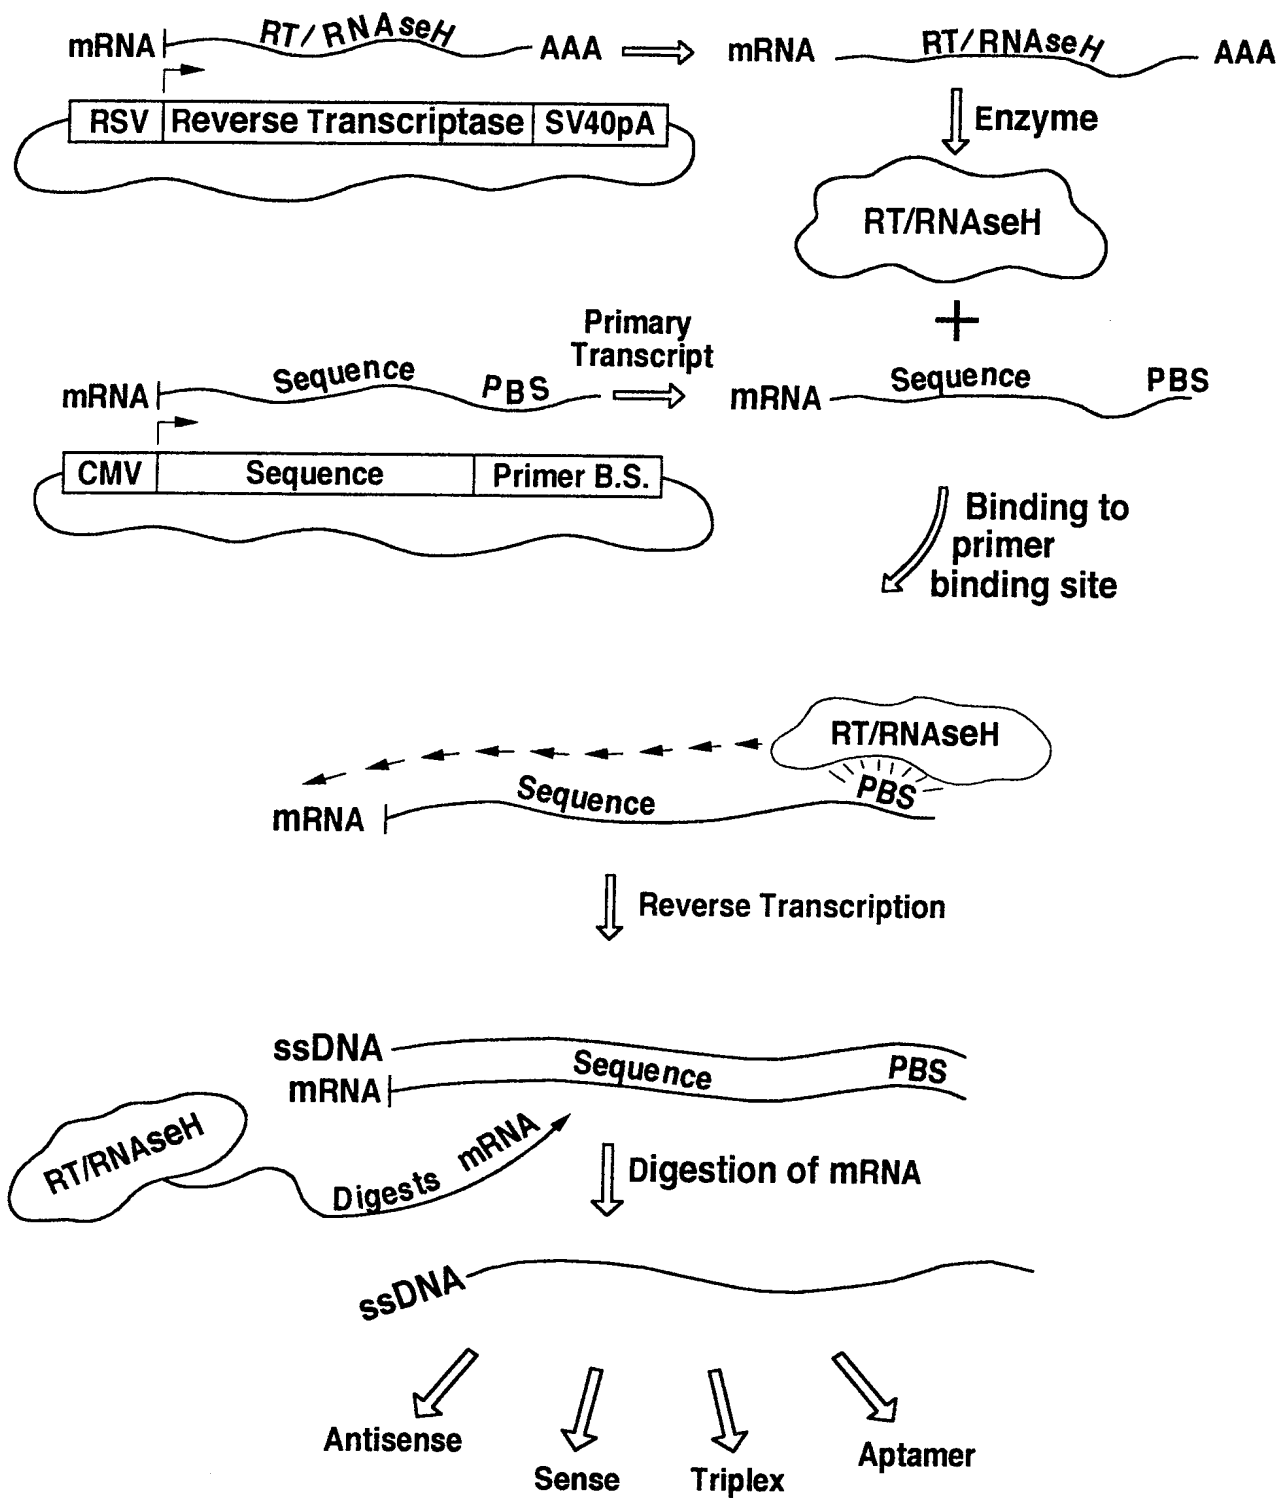 mRNA RT/RNAseH AAA
mRNA RT/RNAseH AAA
RSV Reverse Transcriptase SV40pA
Enzyme
RT/RNAseH
+
Primary
Transcript
mRNA Sequence PBS
mRNA Sequence PBS
CMV Sequence Primer B.S.
Binding to
primer
binding site
RT/RNAseH
PBS
Sequence
mRNA
Reverse Transcription
ssDNA
mRNA
Sequence PBS
RT/RNAseH
Digests mRNA
Digestion of mRNA
ssDNA
Antisense
Sense
Triplex
Aptamer